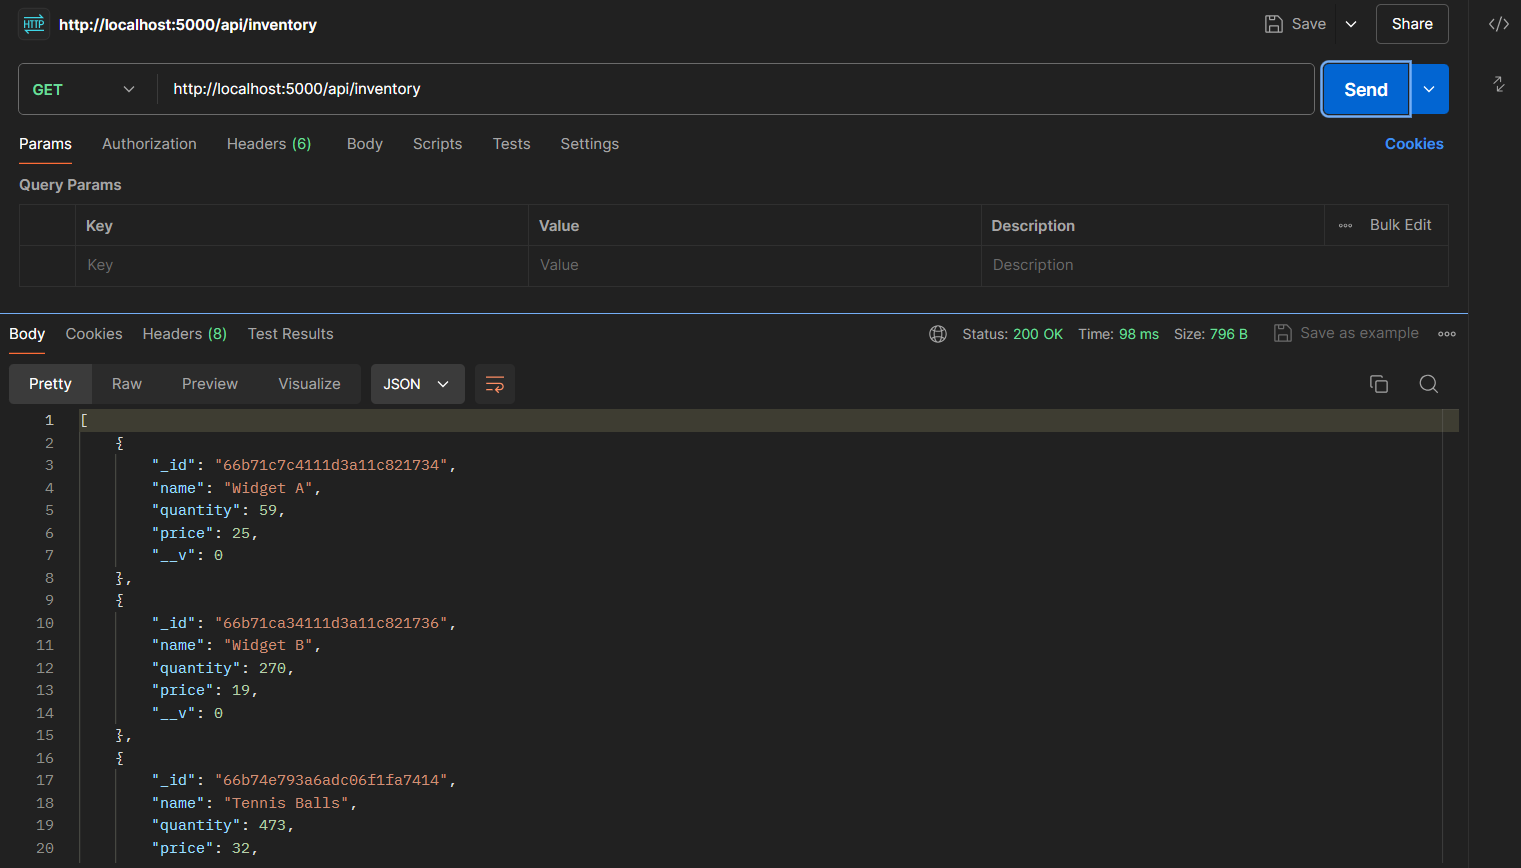 HTTP http://localhost:5000/api/inventory Save Share
GET http://localhost:5000/api/inventory Send
Params Authorization Headers (6) Body Scripts Tests Settings Cookies
Query Params
Key Value Description Bulk Edit
Key Value Description
Body Cookies Headers (8) Test Results Status: 200 OK Time: 98 ms Size: 796 B Save as example
Pretty Raw Preview Visualize JSON
1 [
2 {
3 "_id": "66b71c7c4111d3a11c821734",
4 "name": "Widget A",
5 "quantity": 59,
6 "price": 25,
7 "__v": 0
8 },
9 {
10 "_id": "66b71ca34111d3a11c821736",
11 "name": "Widget B",
12 "quantity": 270,
13 "price": 19,
14 "__v": 0
15 },
16 {
17 "_id": "66b74e793a6adc06f1fa7414",
18 "name": "Tennis Balls",
19 "quantity": 473,
20 "price": 32,